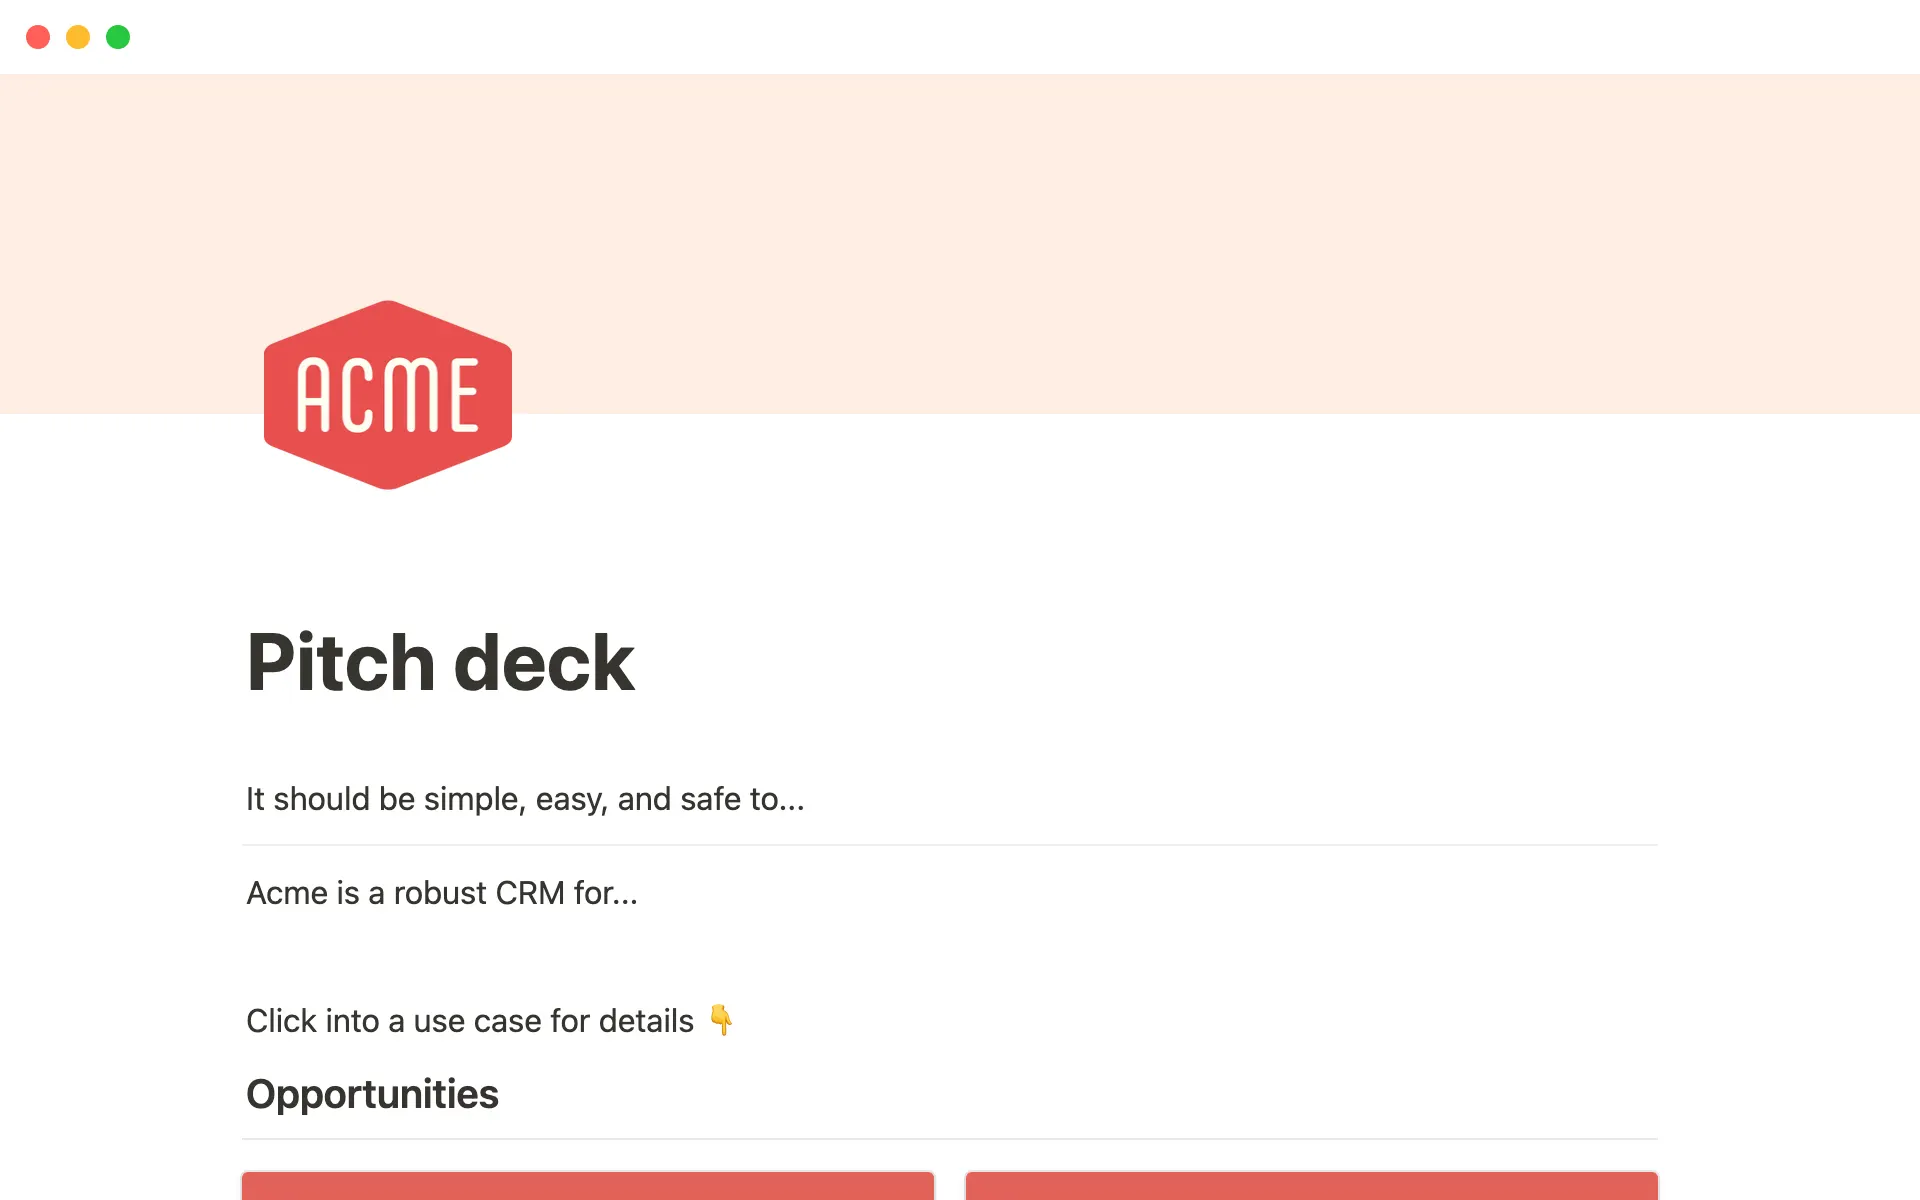 ACME
Pitch deck
It should be simple, easy, and safe to...
Acme is a robust CRM for...
Click into a use case for details 👇
Opportunities